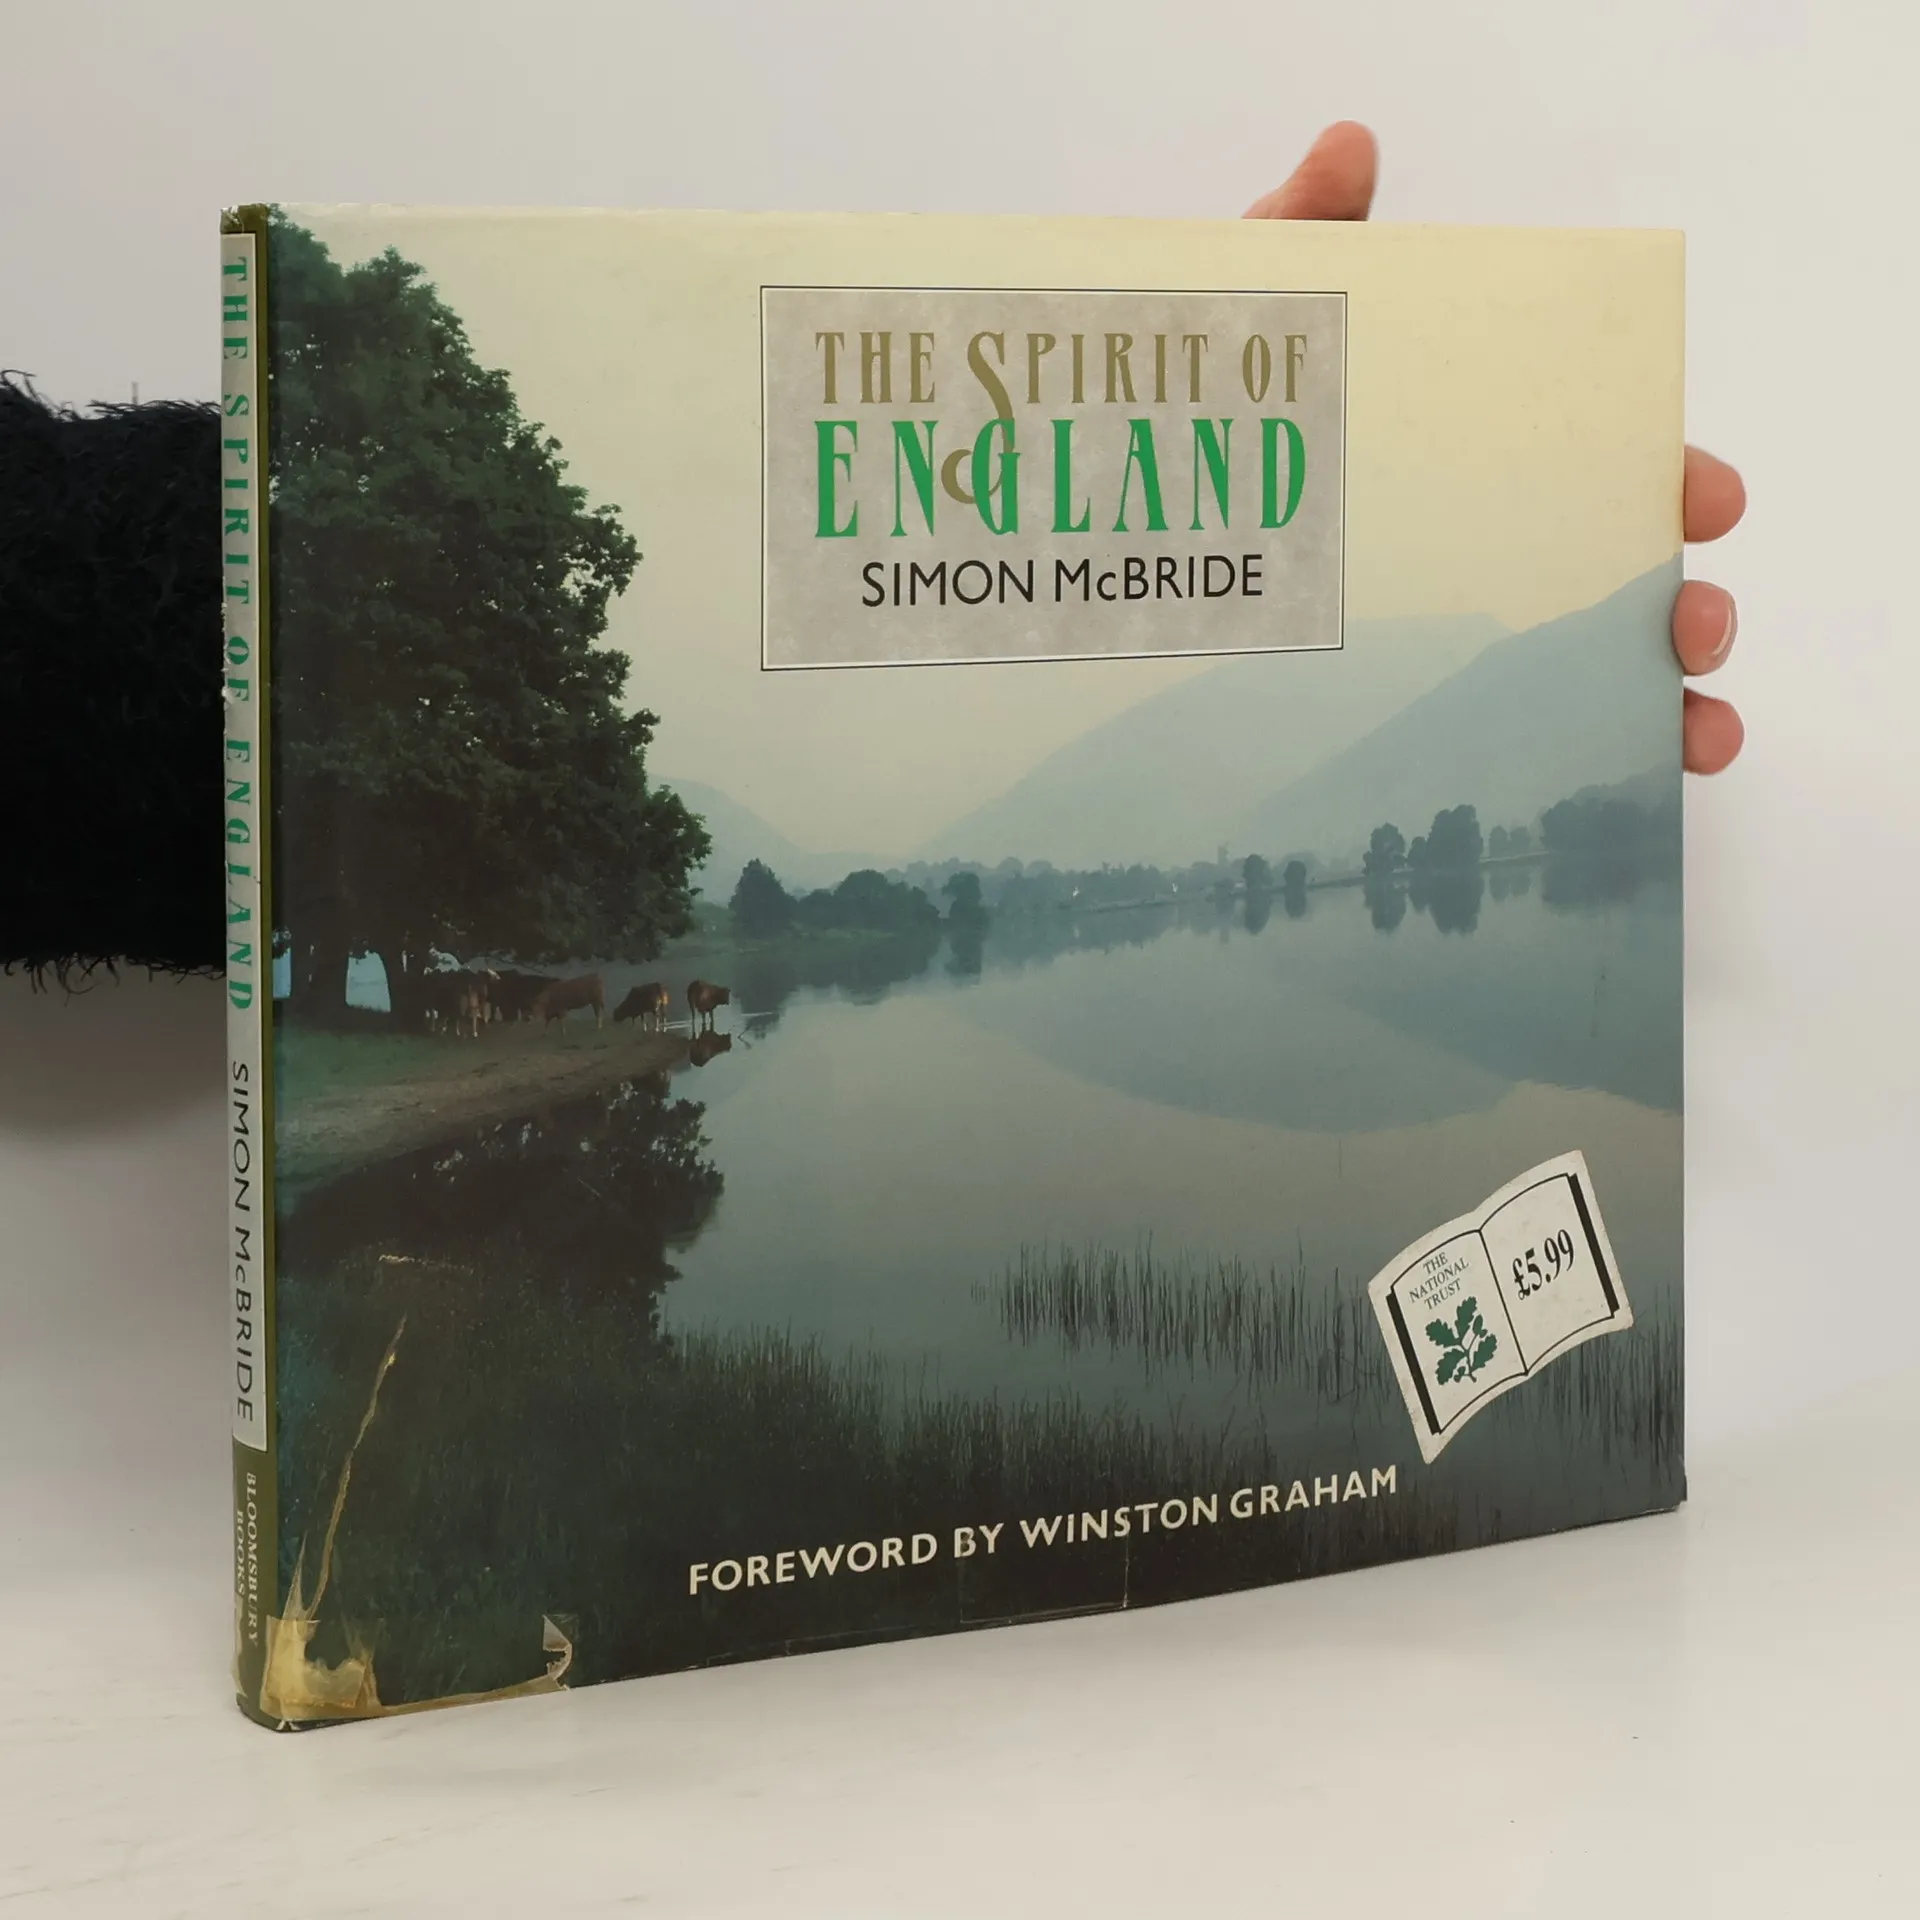 THE SPIRIT OF
ENGLAND
SIMON McBRIDE
THE
NATIONAL
TRUST
£5.99
FOREWORD BY WINSTON GRAHAM
THE SPIRIT OF ENGLAND SIMON McBRIDE
BLOOMSBURY
BOOKS